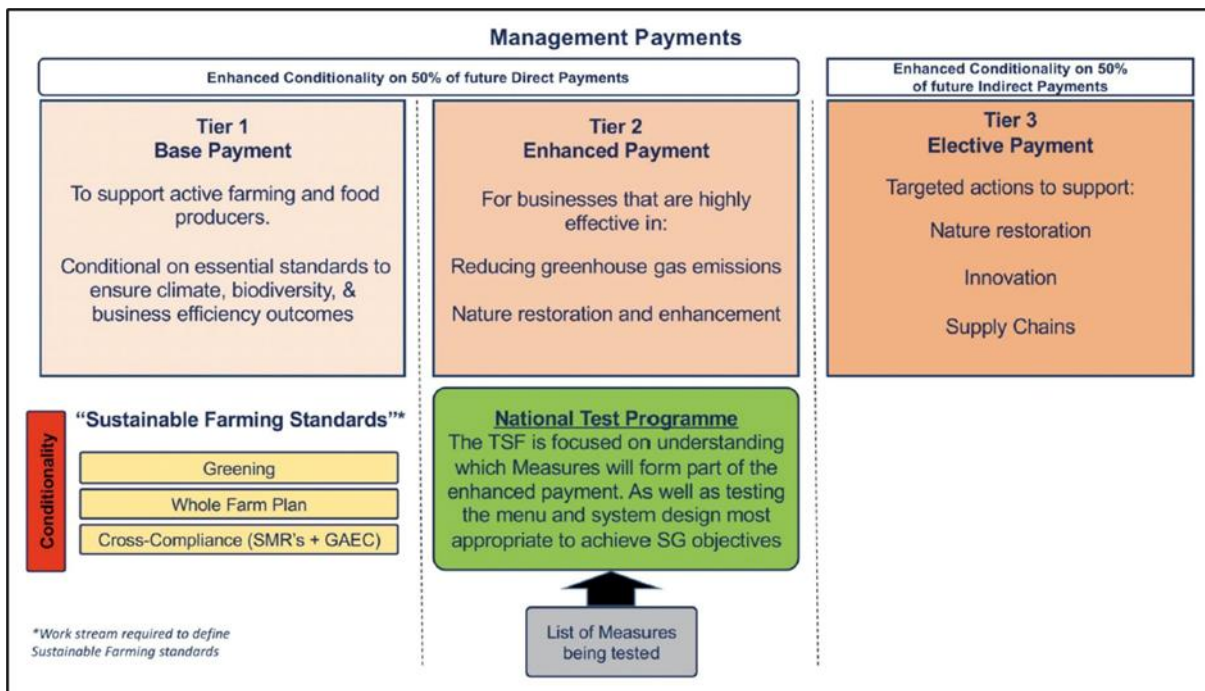 Management Payments
Enhanced Conditionality on 50% of future Direct Payments
Enhanced Conditionality on 50%
of future Indirect Payments
Tier 1
Base Payment
To support active farming and food
producers.
Conditional on essential standards to
ensure climate, biodiversity, &
business efficiency outcomes
Tier 2
Enhanced Payment
For businesses that are highly
effective in:
Reducing greenhouse gas emissions
Nature restoration and enhancement
Tier 3
Elective Payment
Targeted actions to support:
Nature restoration
Innovation
Supply Chains
Conditionality
“Sustainable Farming Standards”*
Greening
Whole Farm Plan
Cross-Compliance (SMR's + GAEC)
*Work stream required to define
Sustainable Farming standards
National Test Programme
The TSF is focused on understanding
which Measures will form part of the
enhanced payment. As well as testing
the menu and system design most
appropriate to achieve SG objectives
List of Measures
being tested